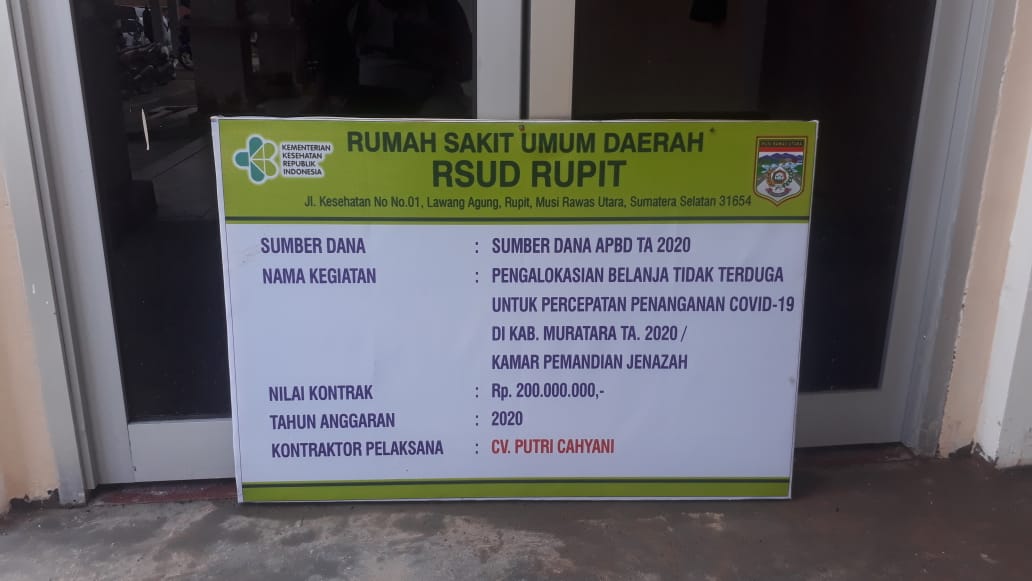 KEMENTERIAN
KESEHATAN
REPUBLIK
INDONESIA
RUMAH SAKIT UMUM DAERAH
RSUD RUPIT
Jl. Kesehatan No No.01, Lawang Agung, Rupit, Musi Rawas Utara, Sumatera Selatan 31654
MUSI RAWAS UTARA
SUMBER DANA : SUMBER DANA APBD TA 2020
NAMA KEGIATAN : PENGALOKASIAN BELANJA TIDAK TERDUGA
UNTUK PERCEPATAN PENANGANAN COVID-19
DI KAB. MURATARA TA. 2020 /
KAMAR PEMANDIAN JENAZAH
NILAI KONTRAK : Rp. 200.000.000,-
TAHUN ANGGARAN : 2020
KONTRAKTOR PELAKSANA : CV. PUTRI CAHYANI